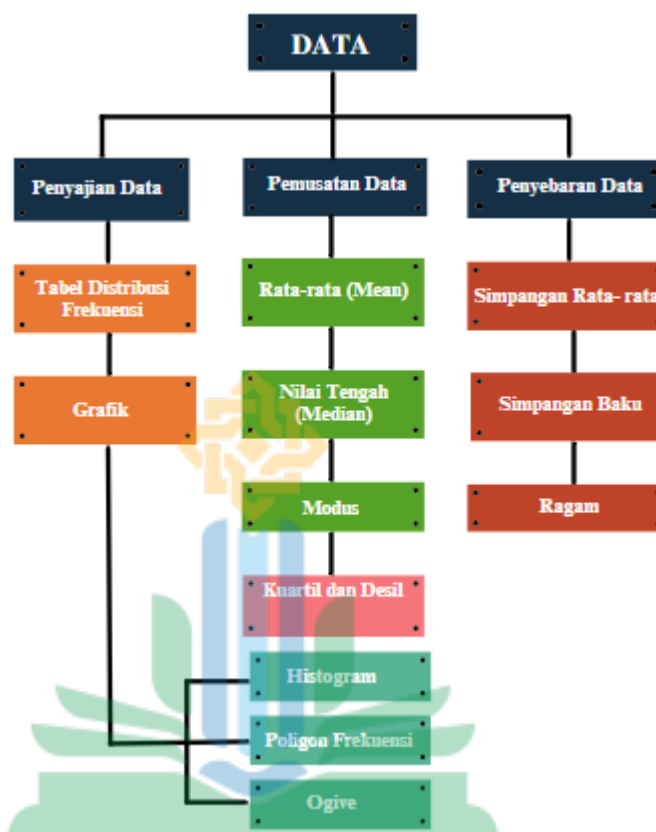 DATA
Penyajian Data
Pemusatan Data
Penyebaran Data
Tabel Distribusi
Frekuensi
Rata-rata (Mean)
Simpangan Rata- rata
Grafik
Nilai Tengah
(Median)
Simpangan Baku
Modus
Ragam
Kuartil dan Desil
Histogram
Poligon Frekuensi
Ogive